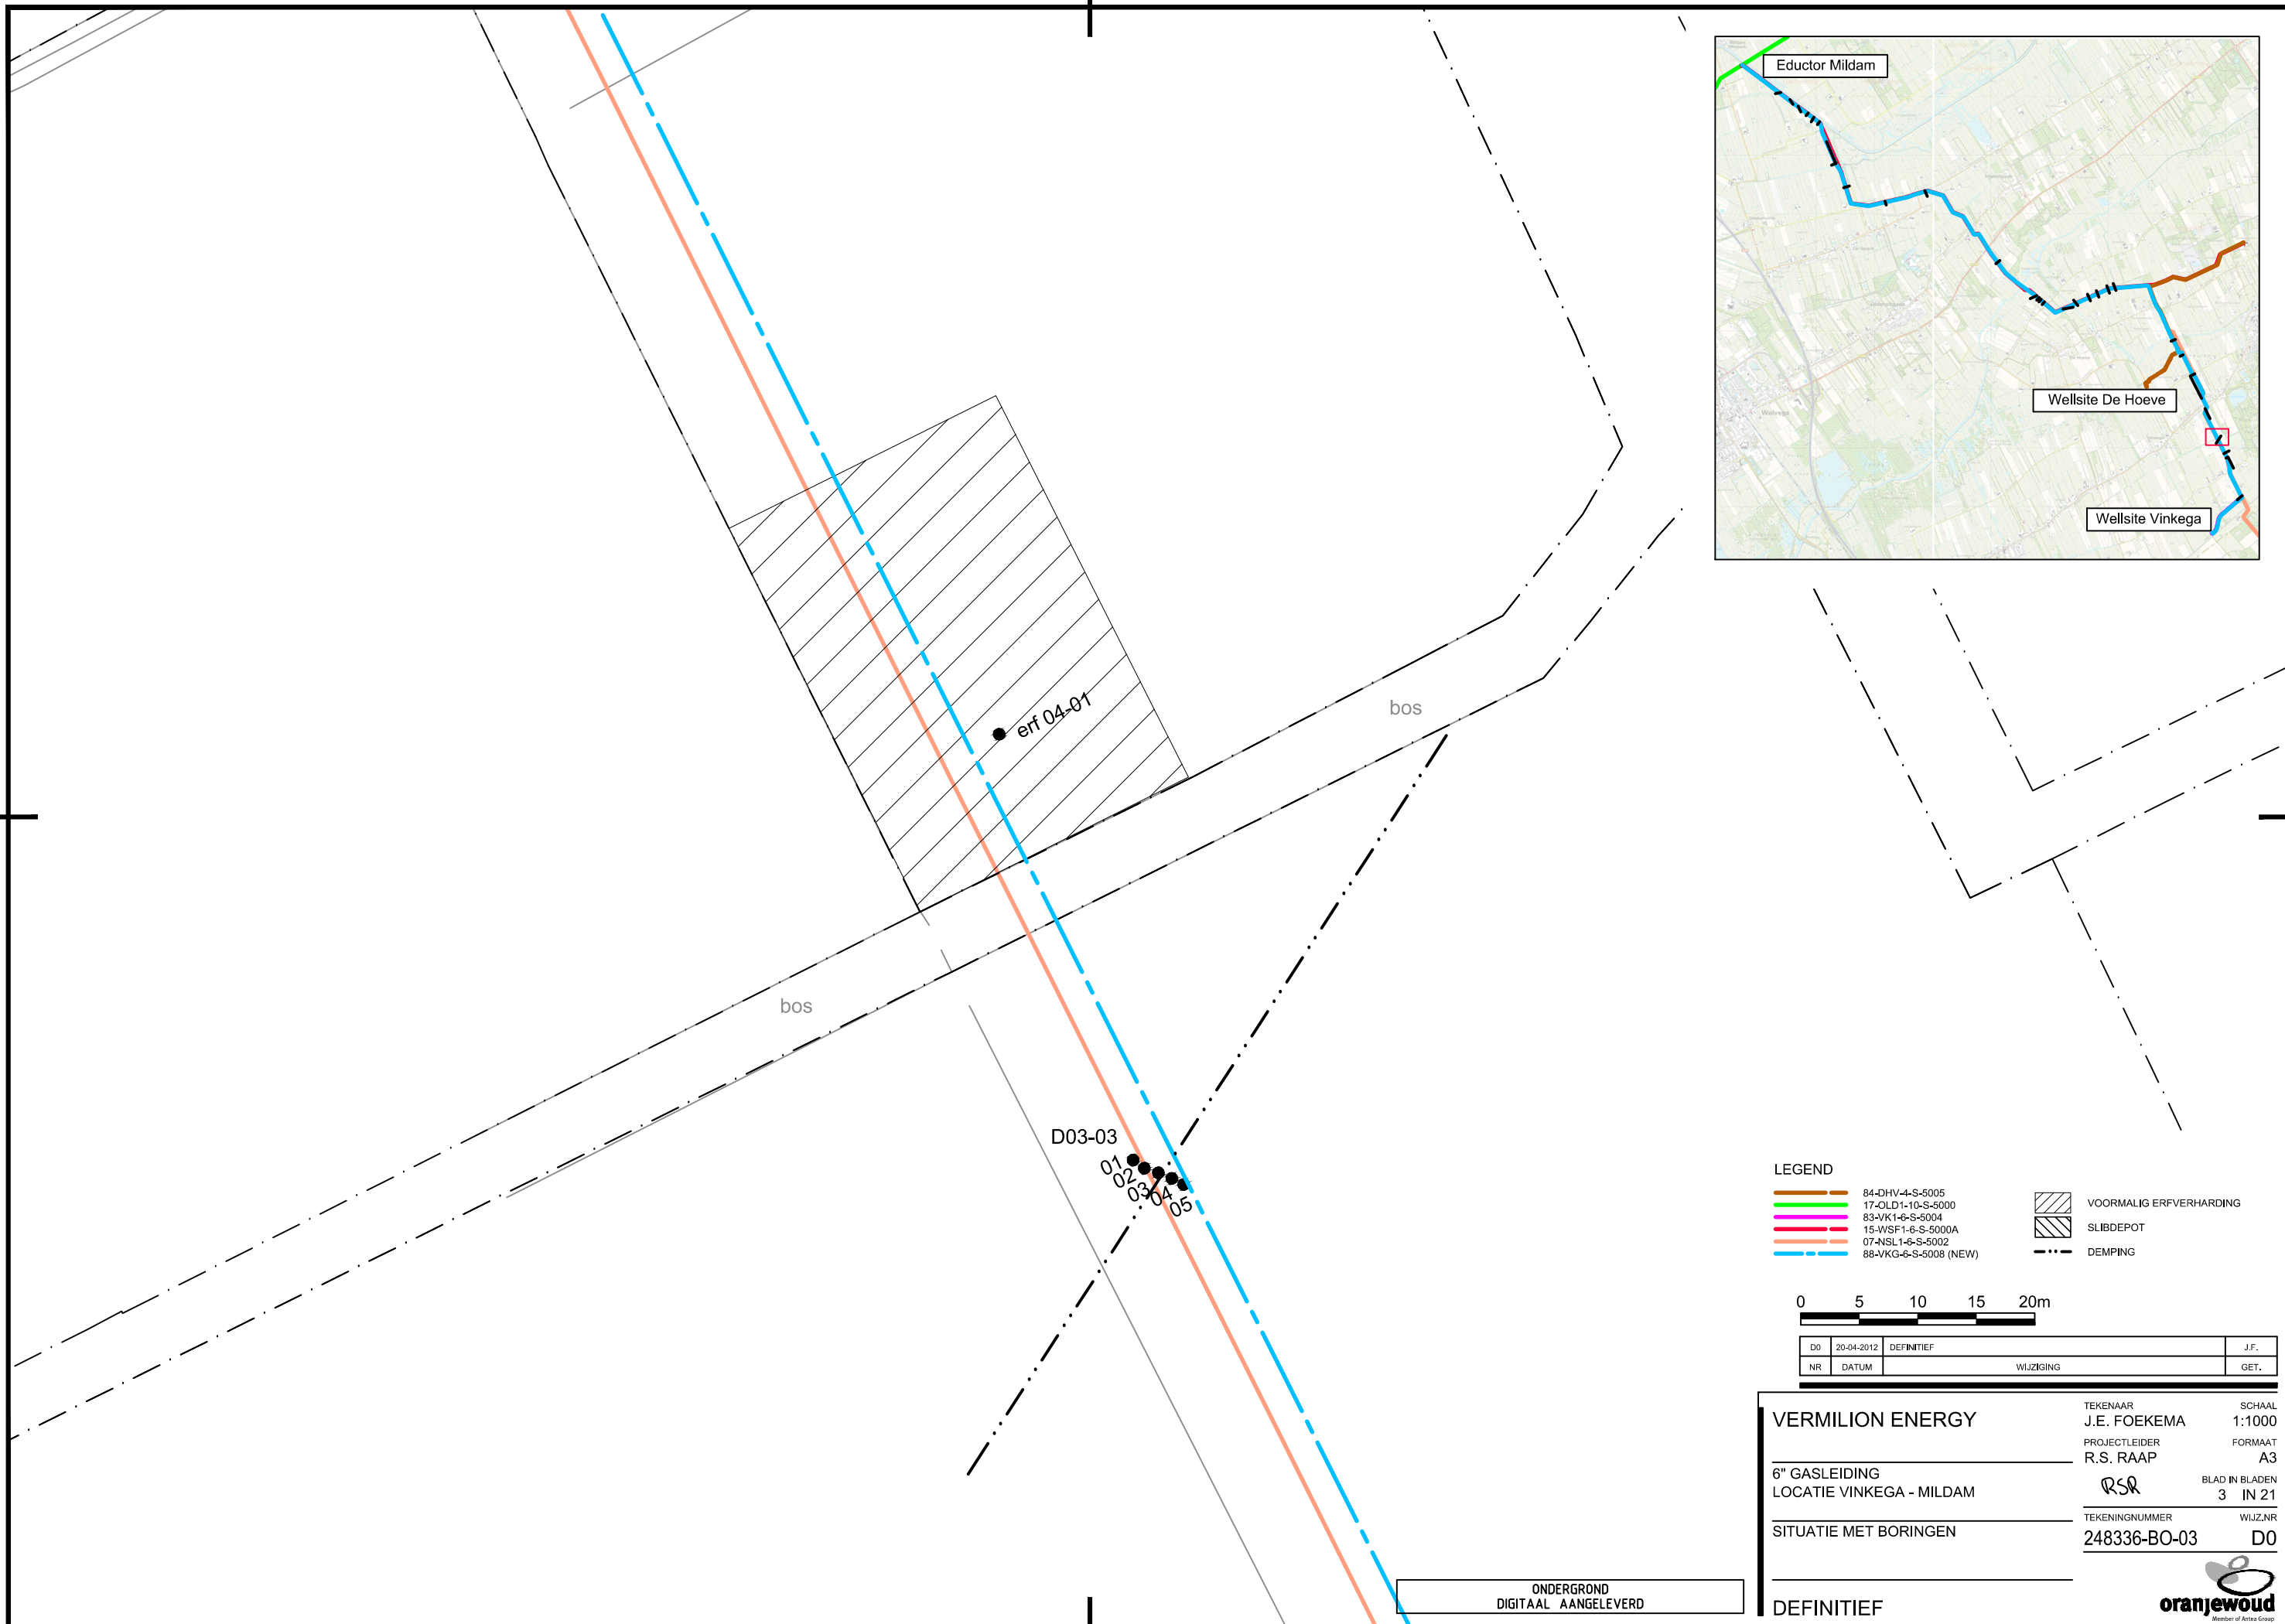 Eductor Mildam
Wellsite De Hoeve
Wellsite Vinkega
erf 04-01
bos
bos
D03-03
01
02
03
04
05
LEGEND
84-DHV-4-S-5005
17-OLD1-10-S-5000
83-VK1-6-S-5004
15-WSF1-6-S-5000A
07-NSL1-6-S-5002
88-VKG-6-S-5008 (NEW)
VOORMALIG ERFVERHARDING
SLIBDEPOT
DEMPING
0 5 10 15 20m
D0 20-04-2012 DEFINITIEF J.F.
NR DATUM WIJZIGING GET.
VERMILION ENERGY
6" GASLEIDING
LOCATIE VINKEGA - MILDAM
SITUATIE MET BORINGEN
DEFINITIEF
TEKENAAR SCHAAL
J.E. FOEKEMA 1:1000
PROJECTLEIDER FORMAAT
R.S. RAAP A3
RSR
BLAD IN BLADEN
3 IN 21
TEKENINGNUMMER WIJZ.NR
248336-BO-03 D0
oranjewoud
Member of Antea Group
ONDERGROND
DIGITAAL AANGELEVERD